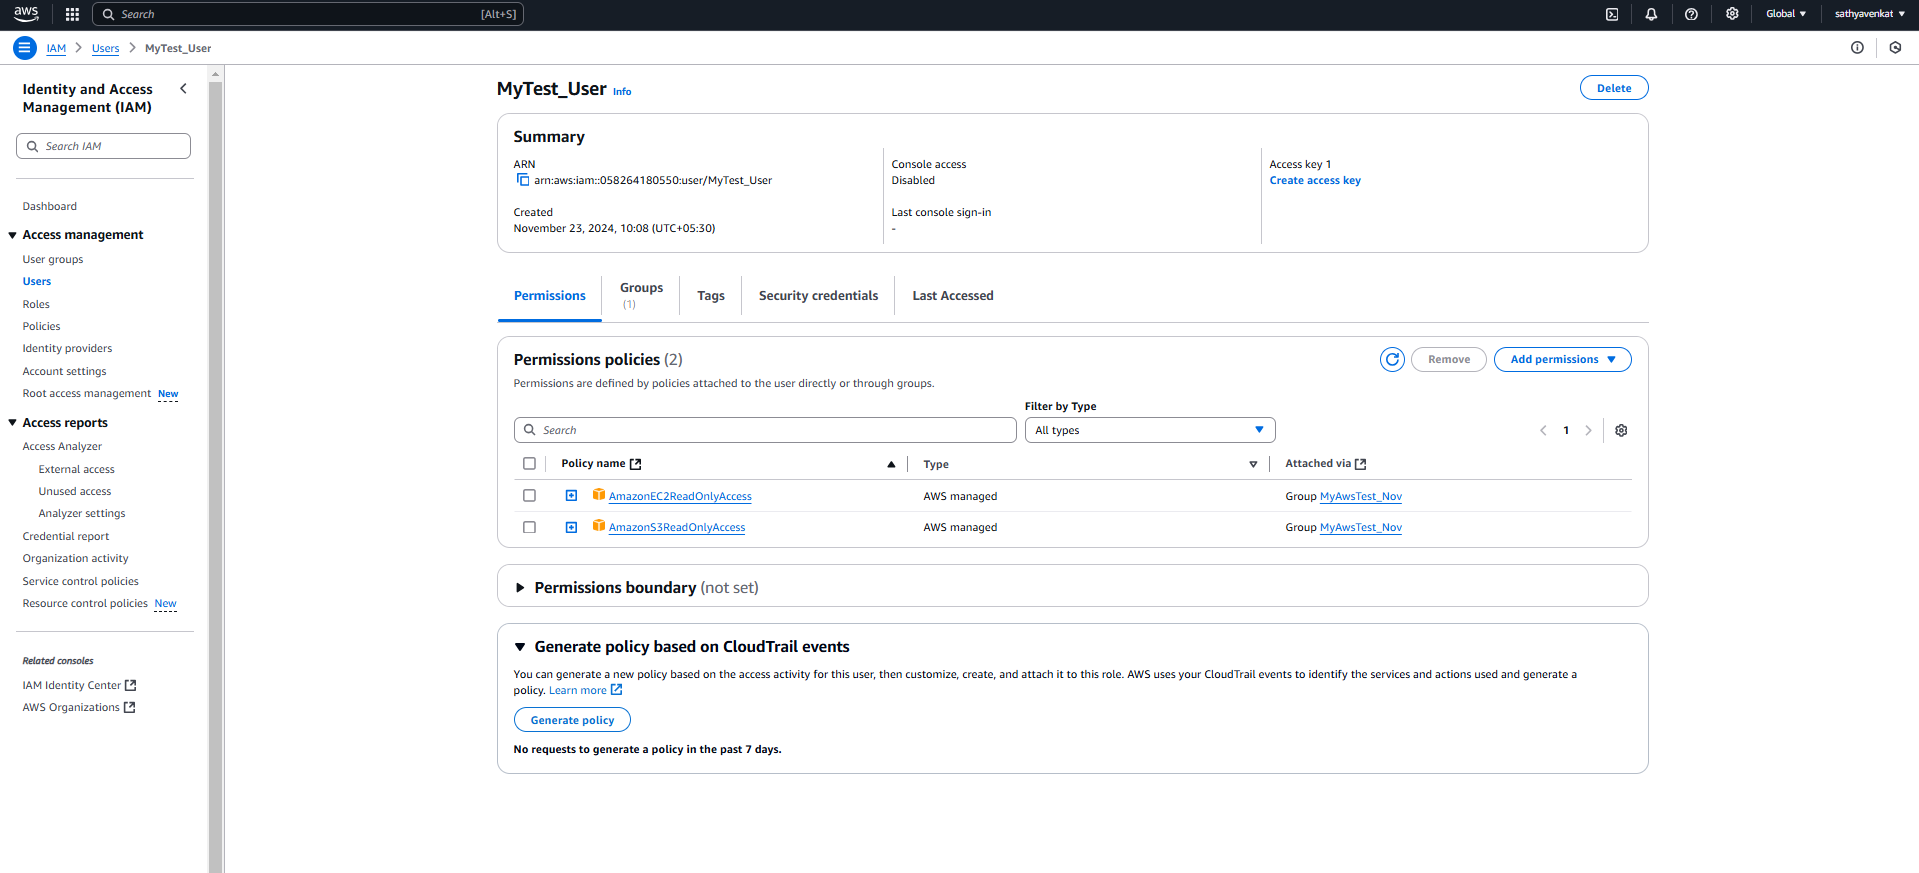 aws
Search
[Alt+S]
Global
sathyavenkat
IAM
Users
MyTest_User
Identity and Access
Management (IAM)
Search IAM
Dashboard
Access management
User groups
Users
Roles
Policies
Identity providers
Account settings
Root access management New
Access reports
Access Analyzer
External access
Unused access
Analyzer settings
Credential report
Organization activity
Service control policies
Resource control policies New
Related consoles
IAM Identity Center
AWS Organizations
MyTest_User Info
Delete
Summary
ARN
arn:aws:iam::058264180550:user/MyTest_User
Created
November 23, 2024, 10:08 (UTC+05:30)
Console access
Disabled
Last console sign-in
-
Access key 1
Create access key
Permissions
Groups
(1)
Tags
Security credentials
Last Accessed
Permissions policies (2)
Permissions are defined by policies attached to the user directly or through groups.
Remove
Add permissions
Filter by Type
Search
All types
1
Policy name
Type
Attached via
AmazonEC2ReadOnlyAccess
AWS managed
Group MyAwsTest_Nov
AmazonS3ReadOnlyAccess
AWS managed
Group MyAwsTest_Nov
Permissions boundary (not set)
Generate policy based on CloudTrail events
You can generate a new policy based on the access activity for this user, then customize, create, and attach it to this role. AWS uses your CloudTrail events to identify the services and actions used and generate a
policy. Learn more
Generate policy
No requests to generate a policy in the past 7 days.